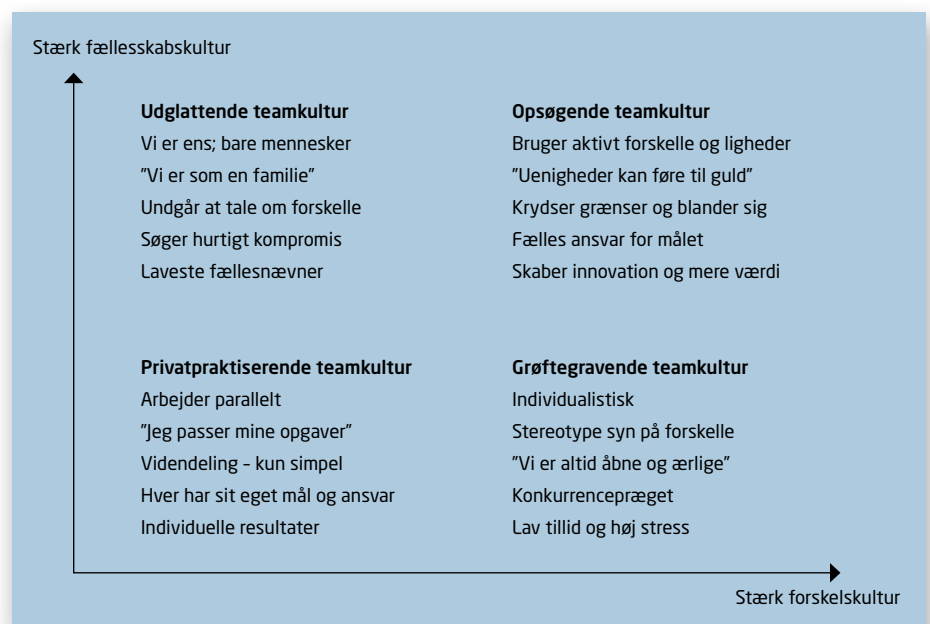 Stærk fællesskabskultur
Udglattende teamkultur
Vi er ens; bare mennesker
"Vi er som en familie"
Undgår at tale om forskelle
Søger hurtigt kompromis
Laveste fællesnævner
Opsøgende teamkultur
Bruger aktivt forskelle og ligheder
"Uenigheder kan føre til guld"
Krydser grænser og blander sig
Fælles ansvar for målet
Skaber innovation og mere værdi
Privatpraktiserende teamkultur
Arbejder parallelt
"Jeg passer mine opgaver"
Videndeling – kun simpel
Hver har sit eget mål og ansvar
Individuelle resultater
Grøftegravende teamkultur
Individualistisk
Stereotype syn på forskelle
"Vi er altid åbne og ærlige"
Konkurrencepræget
Lav tillid og høj stress
Stærk forskelskultur